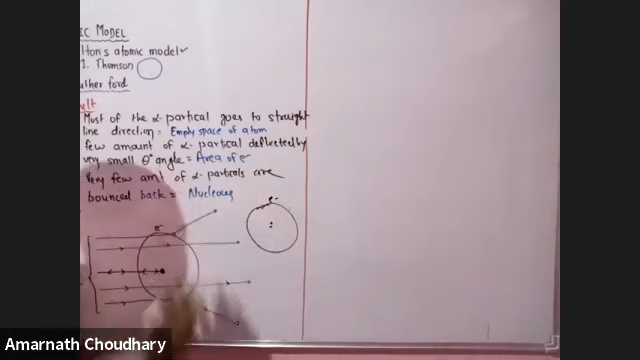 IC MODEL
lton's atomic model✓
J. Thomson
uther ford
ult
Most of the α-partical goes to straight
line direction = Empty space of atom
few amount of α-partical deflected by
very small θ° angle = Area of e⁻
Very few amt of α-particals are
bounced back = Nucleous
e⁻
e⁻
Amarnath Choudhary